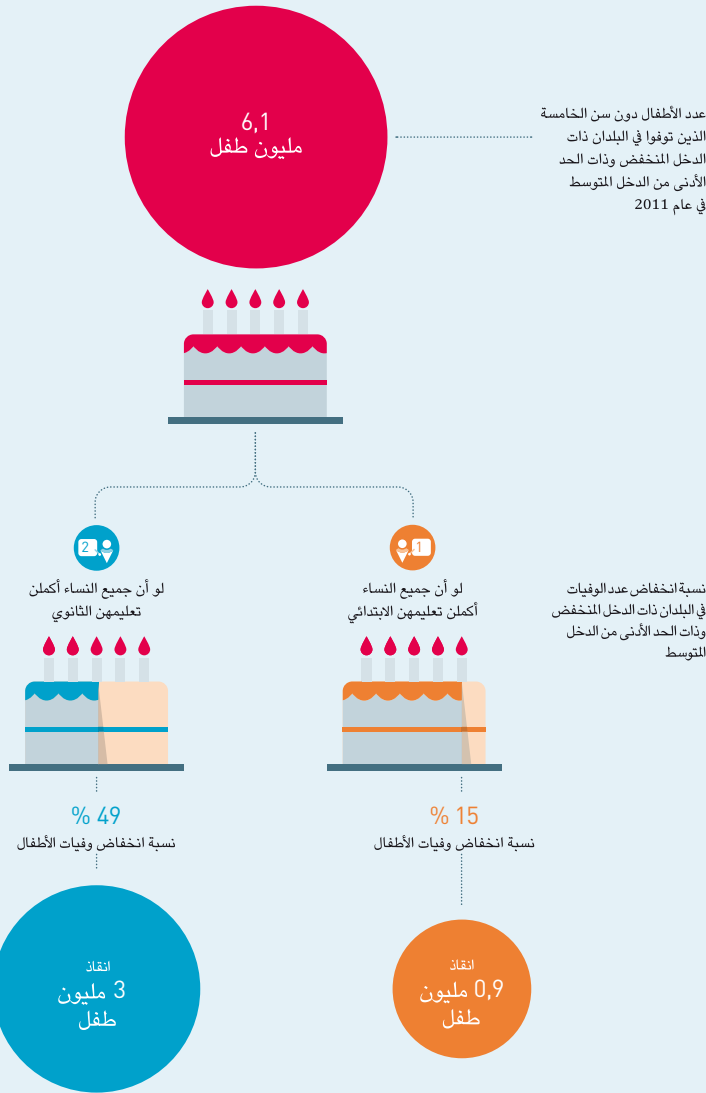 6,1
مليون طفل
عدد الأطفال دون سن الخامسة
الذين توفوا في البلدان ذات
الدخل المنخفض وذات الحد
الأدنى من الدخل المتوسط
في عام 2011
1
2
لو أن جميع النساء
أكملن تعليمهن الابتدائي
لو أن جميع النساء أكملن
تعليمهن الثانوي
نسبة انخفاض عدد الوفيات
في البلدان ذات الدخل المنخفض
وذات الحد الأدنى من الدخل
المتوسط
% 15
نسبة انخفاض وفيات الأطفال
% 49
نسبة انخفاض وفيات الأطفال
انقاذ
0,9 مليون
طفل
انقاذ
3 مليون
طفل